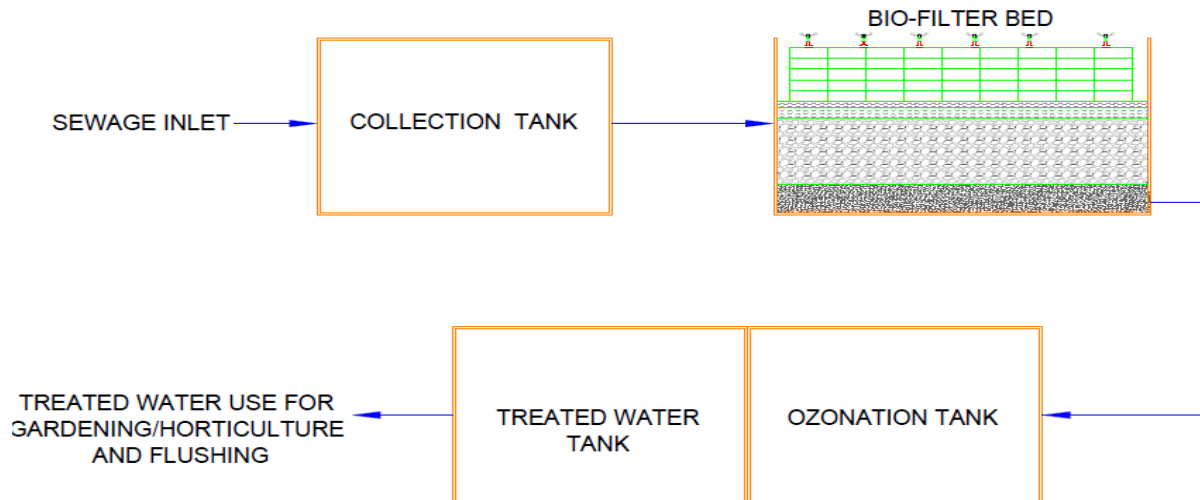 BIO-FILTER BED
SEWAGE INLET
COLLECTION TANK
TREATED WATER USE FOR
GARDENING/HORTICULTURE
AND FLUSHING
TREATED WATER
TANK
OZONATION TANK